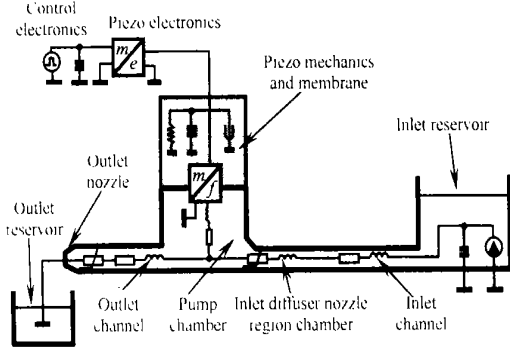 Control
electronics
Piezo electronics
m
e
Piezo mechanics
and membrane
Inlet reservoir
Outlet
nozzle
m
f
Outlet
reservoir
Outlet
channel
Pump
chamber
Inlet diffuser nozzle
region chamber
Inlet
channel